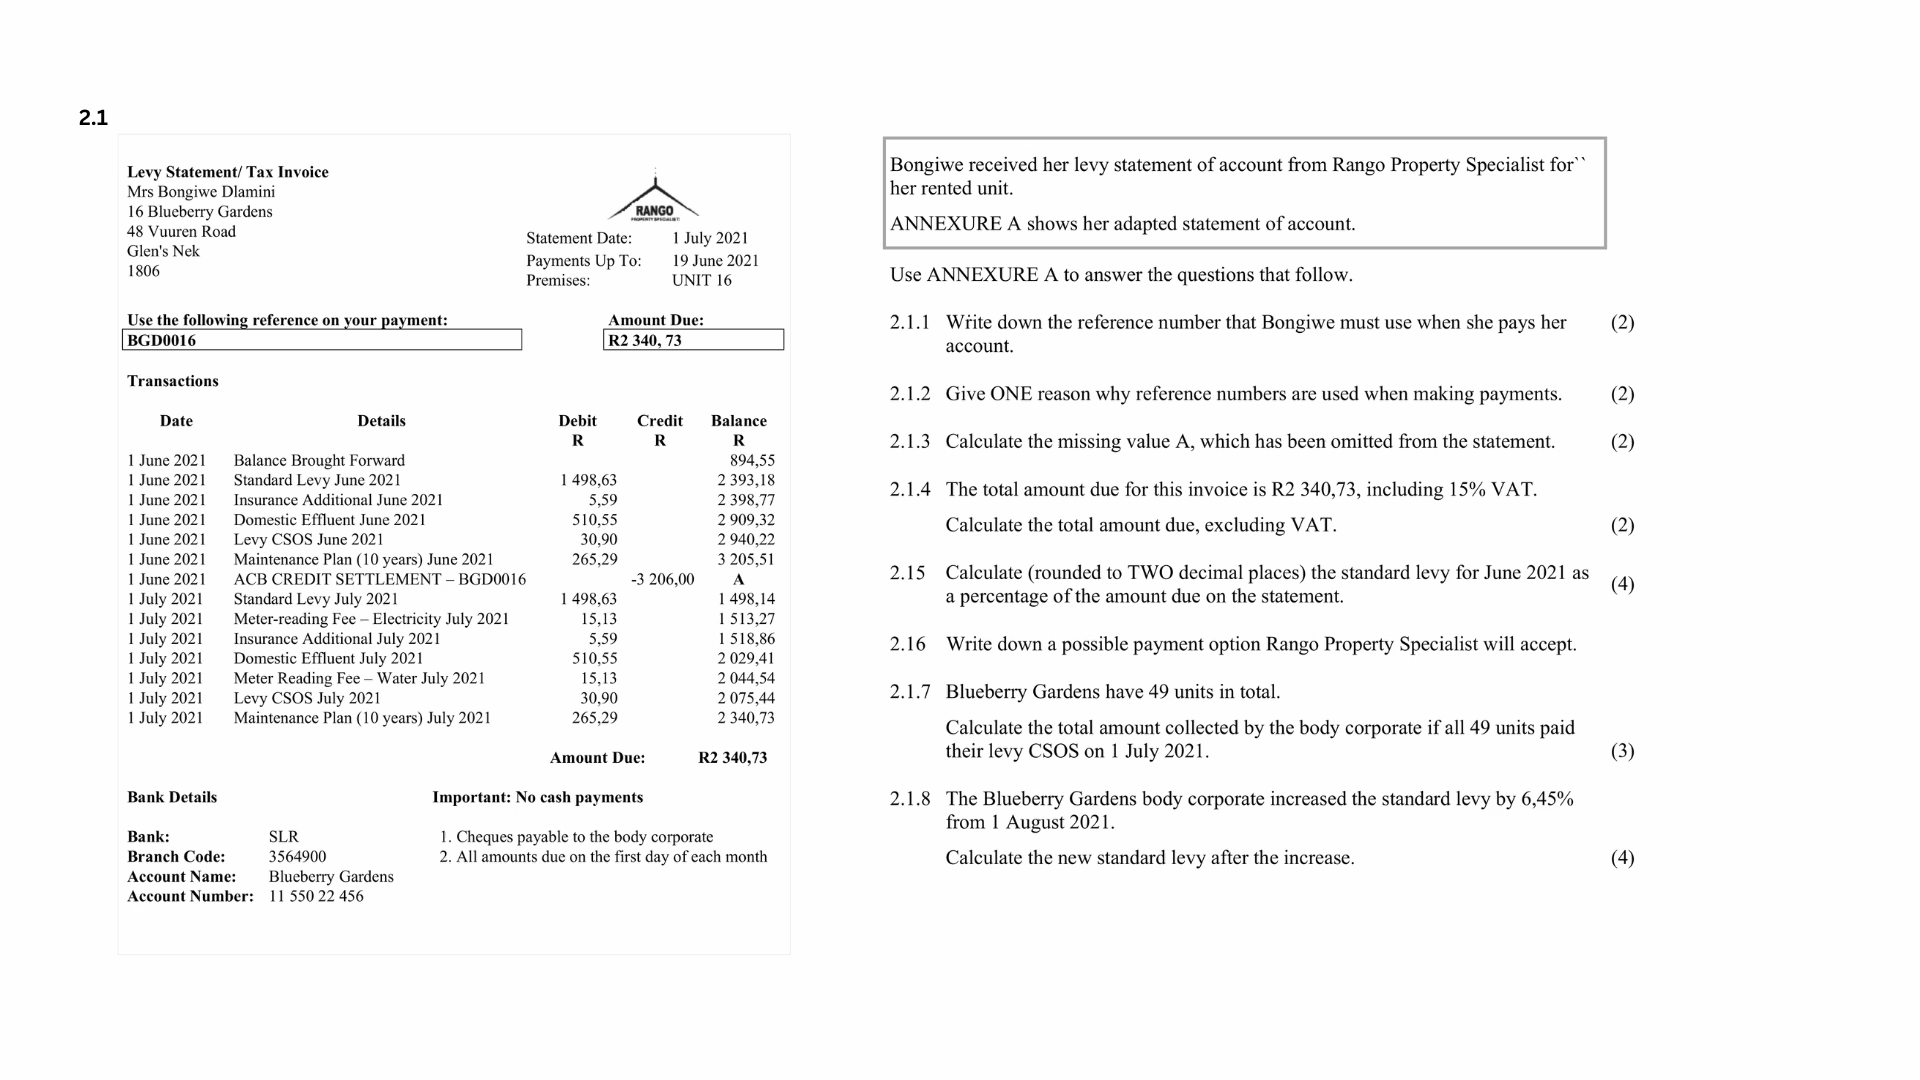 2.1
Levy Statement/ Tax Invoice
Mrs Bongiwe Dlamini
16 Blueberry Gardens
48 Vuuren Road
Glen's Nek
1806
RANGO
PROPERTY SPECIALIST
Statement Date: 1 July 2021
Payments Up To: 19 June 2021
Premises: UNIT 16
Use the following reference on your payment: Amount Due:
BGD0016 R2 340, 73
Transactions
Date Details Debit Credit Balance
R R R
1 June 2021 Balance Brought Forward 894,55
1 June 2021 Standard Levy June 2021 1 498,63 2 393,18
1 June 2021 Insurance Additional June 2021 5,59 2 398,77
1 June 2021 Domestic Effluent June 2021 510,55 2 909,32
1 June 2021 Levy CSOS June 2021 30,90 2 940,22
1 June 2021 Maintenance Plan (10 years) June 2021 265,29 3 205,51
1 June 2021 ACB CREDIT SETTLEMENT – BGD0016 -3 206,00 A
1 July 2021 Standard Levy July 2021 1 498,63 1 498,14
1 July 2021 Meter-reading Fee – Electricity July 2021 15,13 1 513,27
1 July 2021 Insurance Additional July 2021 5,59 1 518,86
1 July 2021 Domestic Effluent July 2021 510,55 2 029,41
1 July 2021 Meter Reading Fee – Water July 2021 15,13 2 044,54
1 July 2021 Levy CSOS July 2021 30,90 2 075,44
1 July 2021 Maintenance Plan (10 years) July 2021 265,29 2 340,73
Amount Due: R2 340,73
Bank Details Important: No cash payments
Bank: SLR 1. Cheques payable to the body corporate
Branch Code: 3564900 2. All amounts due on the first day of each month
Account Name: Blueberry Gardens
Account Number: 11 550 22 456
Bongiwe received her levy statement of account from Rango Property Specialist for``
her rented unit.
ANNEXURE A shows her adapted statement of account.
Use ANNEXURE A to answer the questions that follow.
2.1.1 Write down the reference number that Bongiwe must use when she pays her (2)
account.
2.1.2 Give ONE reason why reference numbers are used when making payments. (2)
2.1.3 Calculate the missing value A, which has been omitted from the statement. (2)
2.1.4 The total amount due for this invoice is R2 340,73, including 15% VAT.
Calculate the total amount due, excluding VAT. (2)
2.15 Calculate (rounded to TWO decimal places) the standard levy for June 2021 as (4)
a percentage of the amount due on the statement.
2.16 Write down a possible payment option Rango Property Specialist will accept.
2.1.7 Blueberry Gardens have 49 units in total.
Calculate the total amount collected by the body corporate if all 49 units paid
their levy CSOS on 1 July 2021. (3)
2.1.8 The Blueberry Gardens body corporate increased the standard levy by 6,45%
from 1 August 2021.
Calculate the new standard levy after the increase. (4)